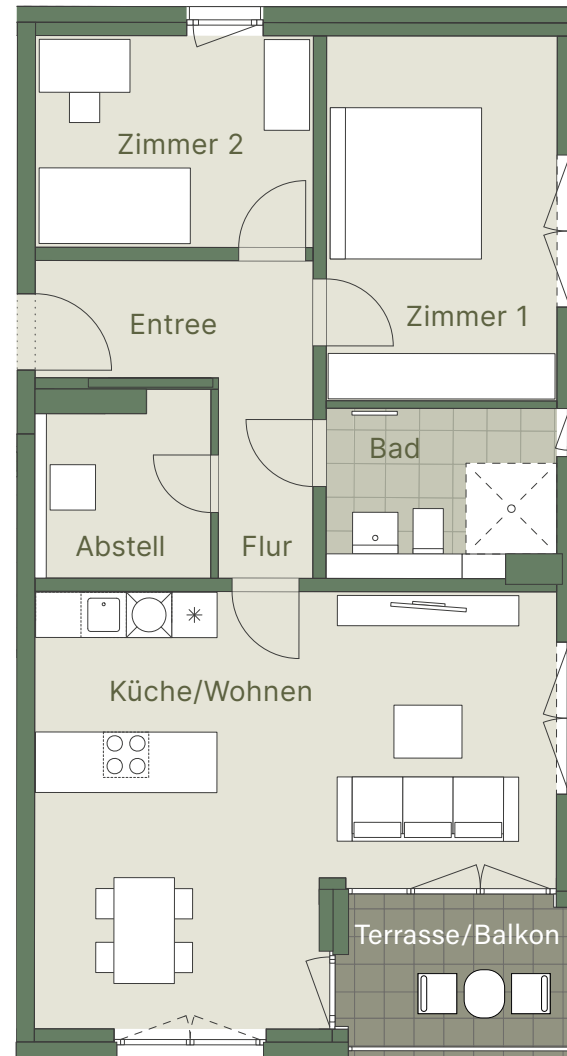 Zimmer 2
Zimmer 1
Entree
Bad
Abstell
Flur
Küche/Wohnen
Terrasse/Balkon